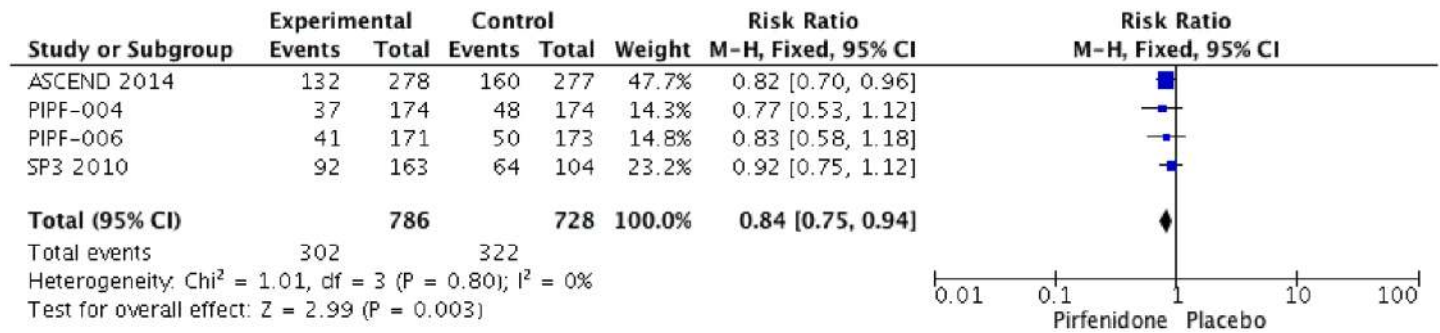 Experimental Control Risk Ratio Risk Ratio
Study or Subgroup Events Total Events Total Weight M-H, Fixed, 95% CI M-H, Fixed, 95% CI
ASCEND 2014 132 278 160 277 47.7% 0.82 [0.70, 0.96]
PIPF-004 37 174 48 174 14.3% 0.77 [0.53, 1.12]
PIPF-006 41 171 50 173 14.8% 0.83 [0.58, 1.18]
SP3 2010 92 163 64 104 23.2% 0.92 [0.75, 1.12]
Total (95% CI) 786 728 100.0% 0.84 [0.75, 0.94]
Total events 302 322
Heterogeneity: Chi² = 1.01, df = 3 (P = 0.80); I² = 0%
Test for overall effect: Z = 2.99 (P = 0.003)
0.01 0.1 1 10 100
Pirfenidone Placebo